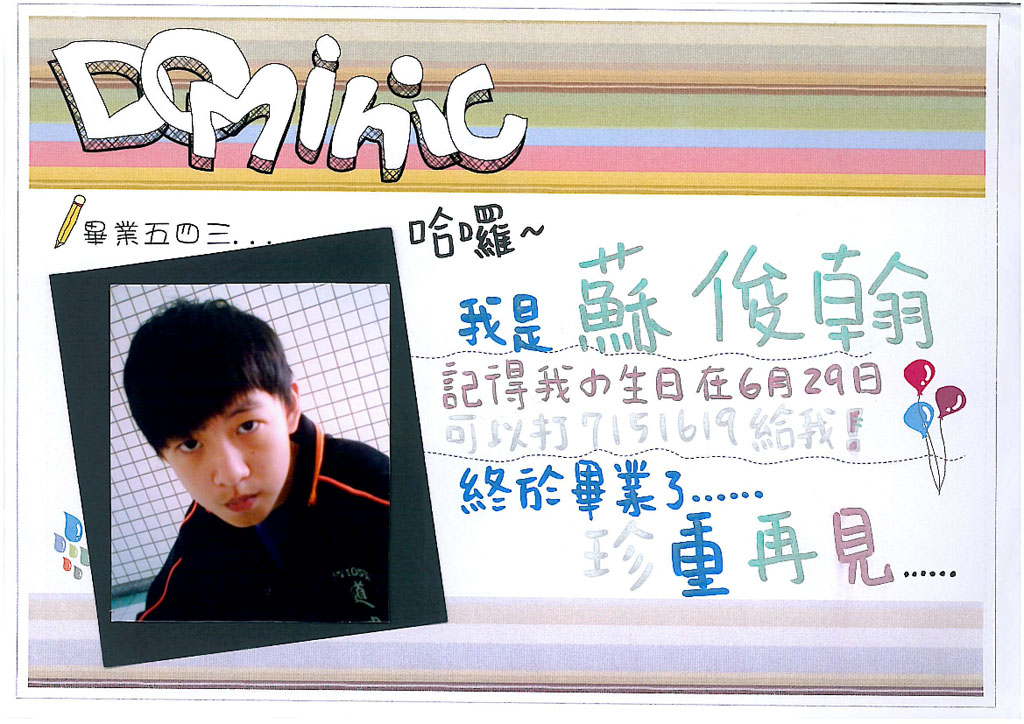 DOMiNiC
畢業五四三...
哈囉~
我是 蘇俊翰
記得我の生日在6月29日
可以打7151619給我!
終於畢業了......
珍重再見......
道